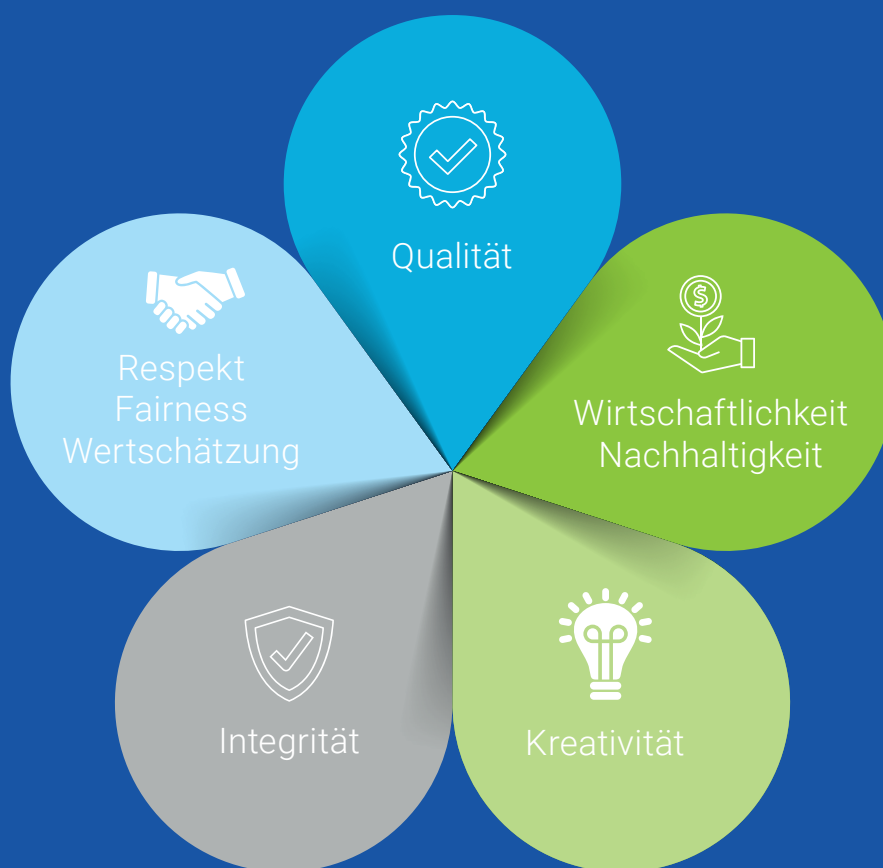 Qualität
Wirtschaftlichkeit
Nachhaltigkeit
Kreativität
Integrität
Respekt
Fairness
Wertschätzung